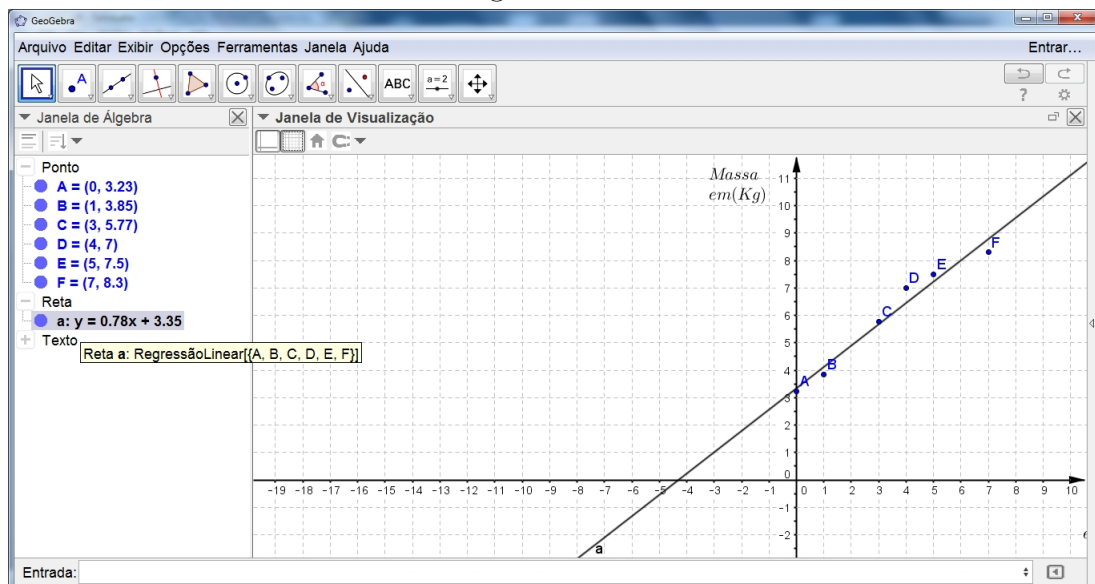 GeoGebra
Arquivo Editar Exibir Opções Ferramentas Janela Ajuda
Entrar...
A
ABC
a=2
?
Janela de Álgebra
Janela de Visualização
Ponto
A = (0, 3.23)
B = (1, 3.85)
C = (3, 5.77)
D = (4, 7)
E = (5, 7.5)
F = (7, 8.3)
Reta
a: y = 0.78x + 3.35
Texto
Reta a: RegressãoLinear[{A, B, C, D, E, F}]
Massa
em(Kg)
11
10
9
8
7
6
5
4
3
2
1
0
-1
-2
-19 -18 -17 -16 -15 -14 -13 -12 -11 -10 -9 -8 -7 -6 -5 -4 -3 -2 -1 0 1 2 3 4 5 6 7 8 9 10
A
B
C
D
E
F
a
Entrada: